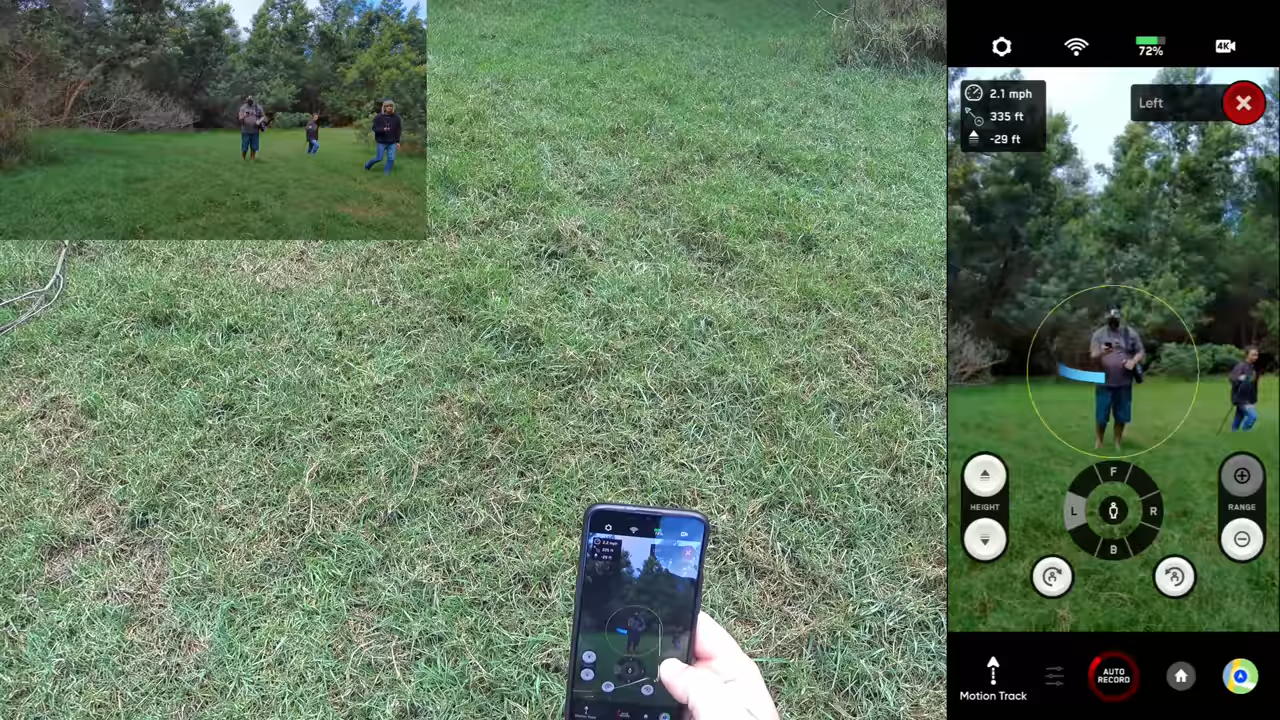 72%
4K
2.1 mph
Left
335 ft
-29 ft
F
HEIGHT
L
R
RANGE
B
AUTO
RECORD
Motion Track